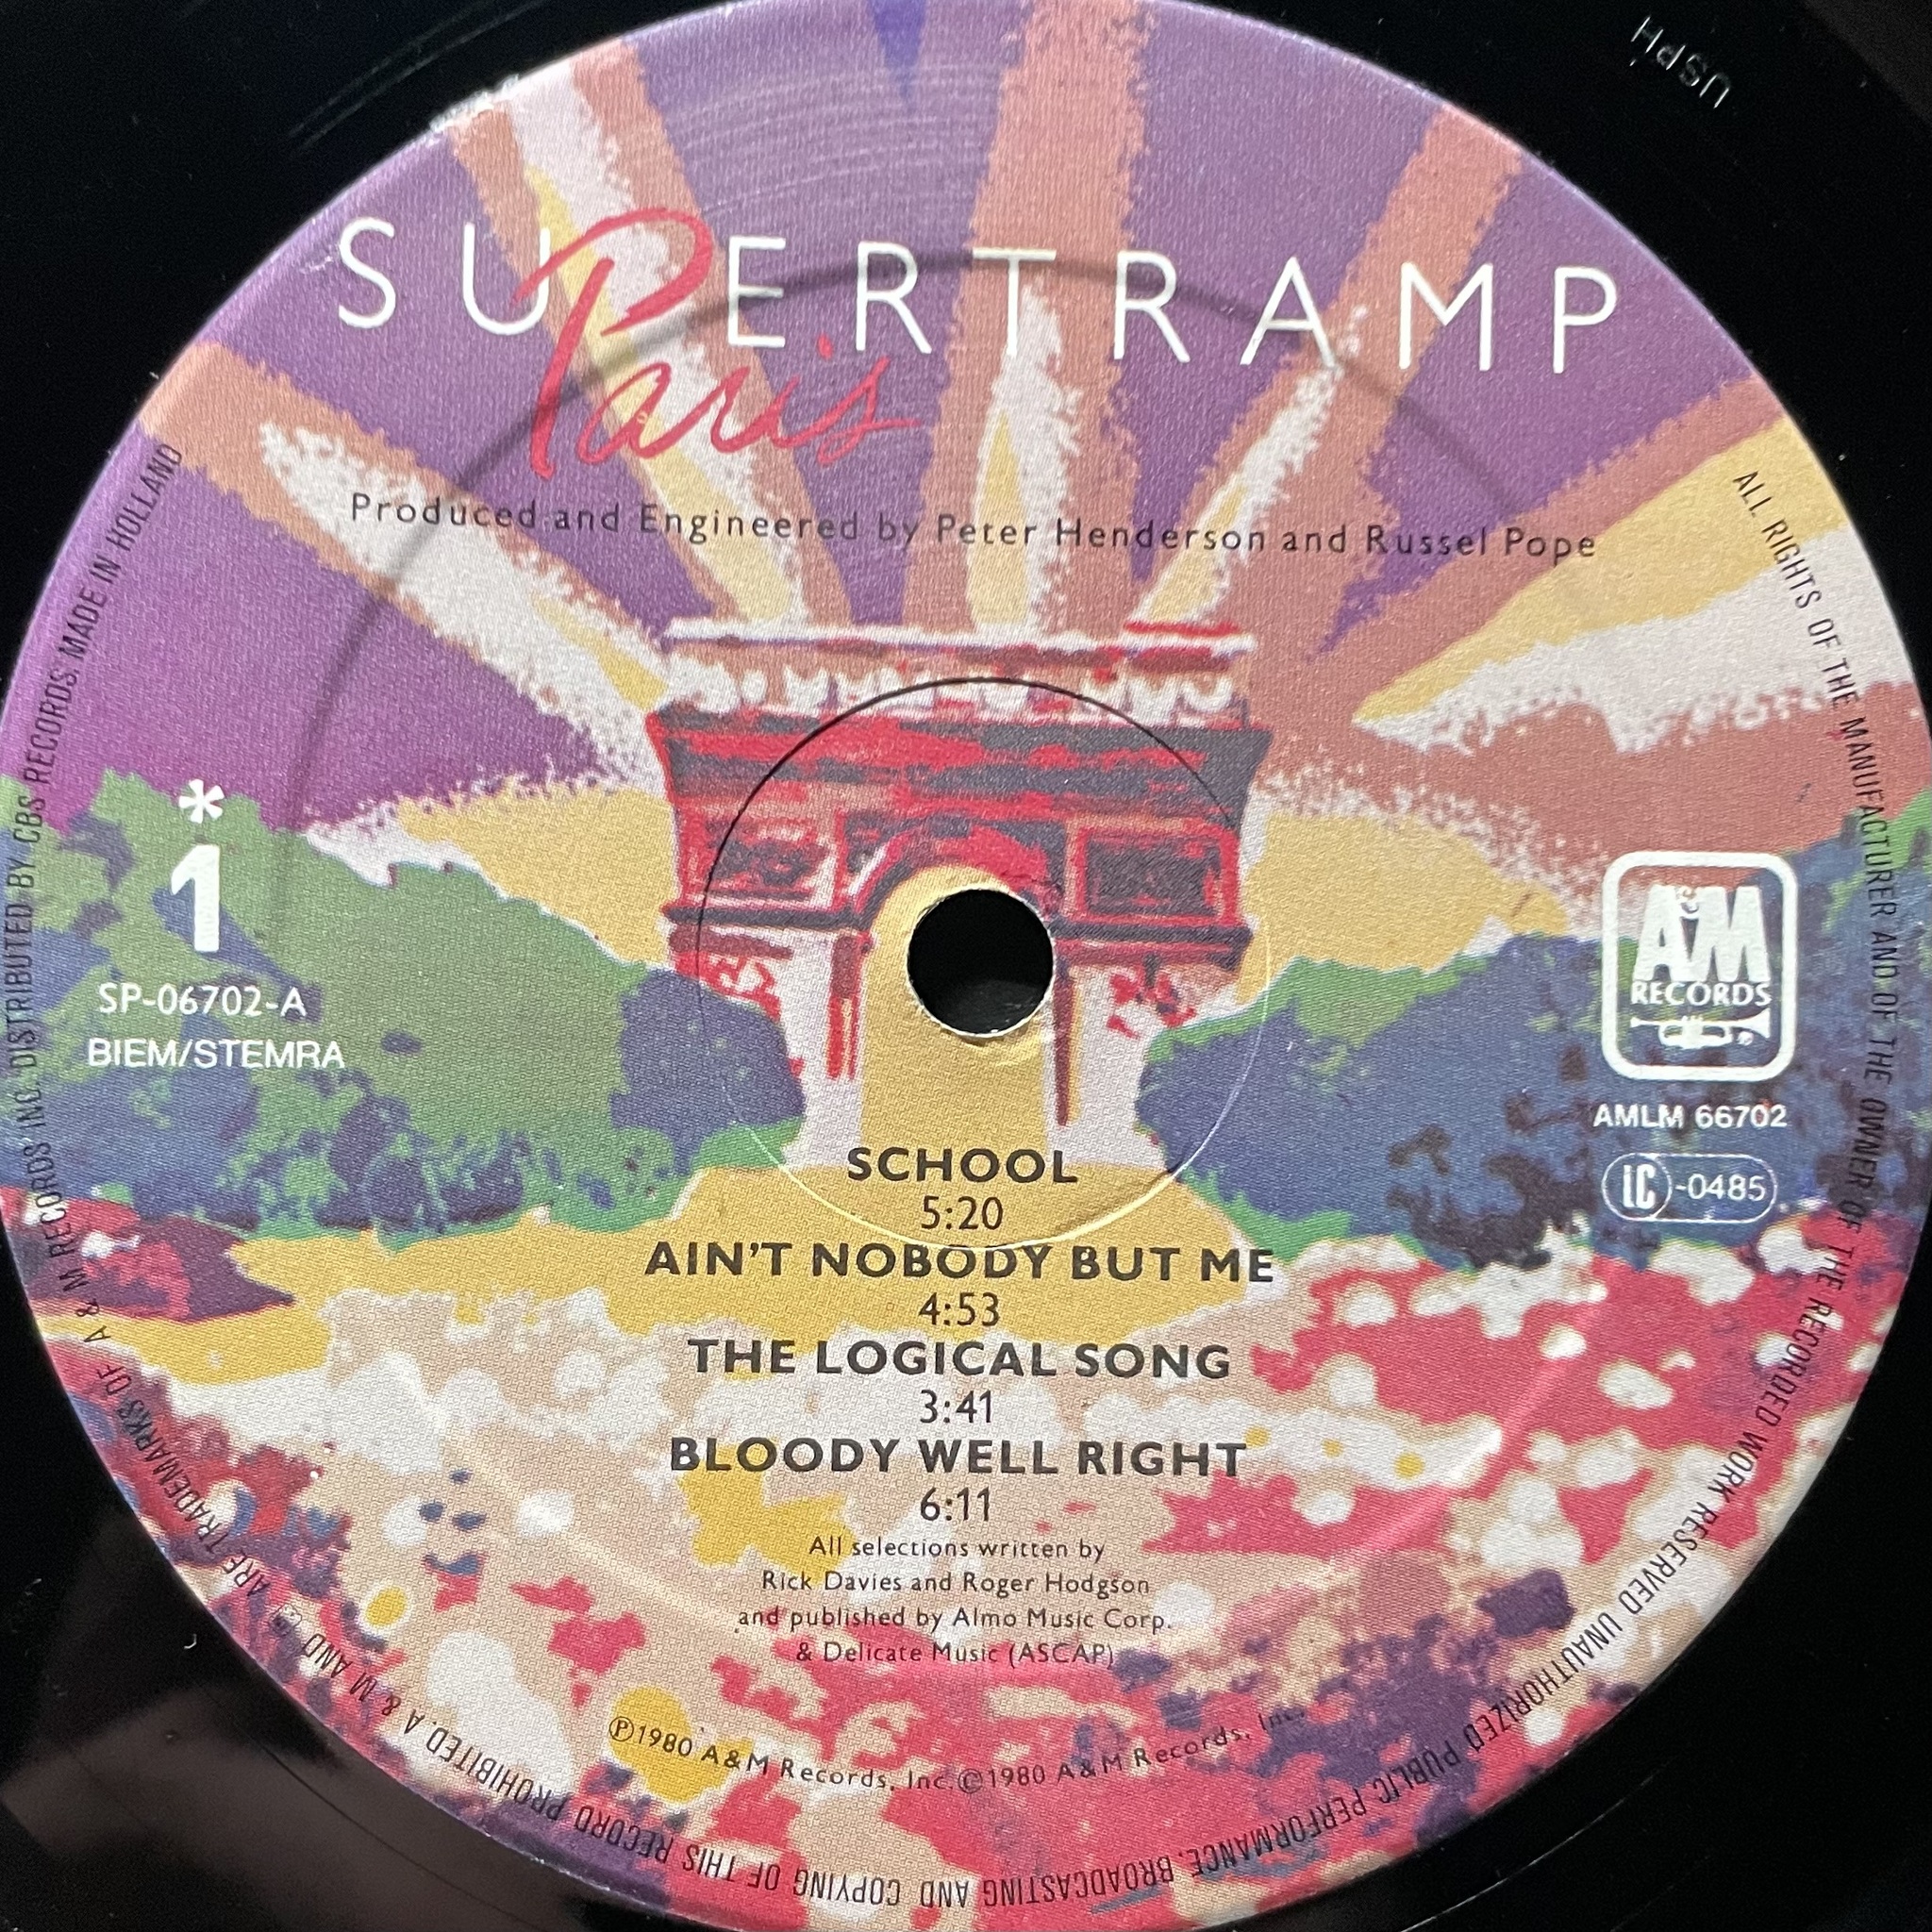 USPH
SUPERTRAMP
Paris
Produced and Engineered by Peter Henderson and Russel Pope
*
1
SP-06702-A
BIEM/STEMRA
A&M
RECORDS
AMLM 66702
LC-0485
SCHOOL
5:20
AIN'T NOBODY BUT ME
4:53
THE LOGICAL SONG
3:41
BLOODY WELL RIGHT
6:11
All selections written by
Rick Davies and Roger Hodgson
and published by Almo Music Corp.
& Delicate Music (ASCAP)
Ⓟ1980 A&M Records, Inc. ©1980 A&M Records, Inc.
ALL RIGHTS OF THE MANUFACTURER AND OF THE OWNER OF THE RECORDED WORK RESERVED UNAUTHORIZED PUBLIC PERFORMANCE, BROADCASTING AND COPYING OF THIS RECORD PROHIBITED. A & M AND ARE TRADEMARKS OF A & M RECORDS INC. DISTRIBUTED BY CBS RECORDS. MADE IN HOLLAND